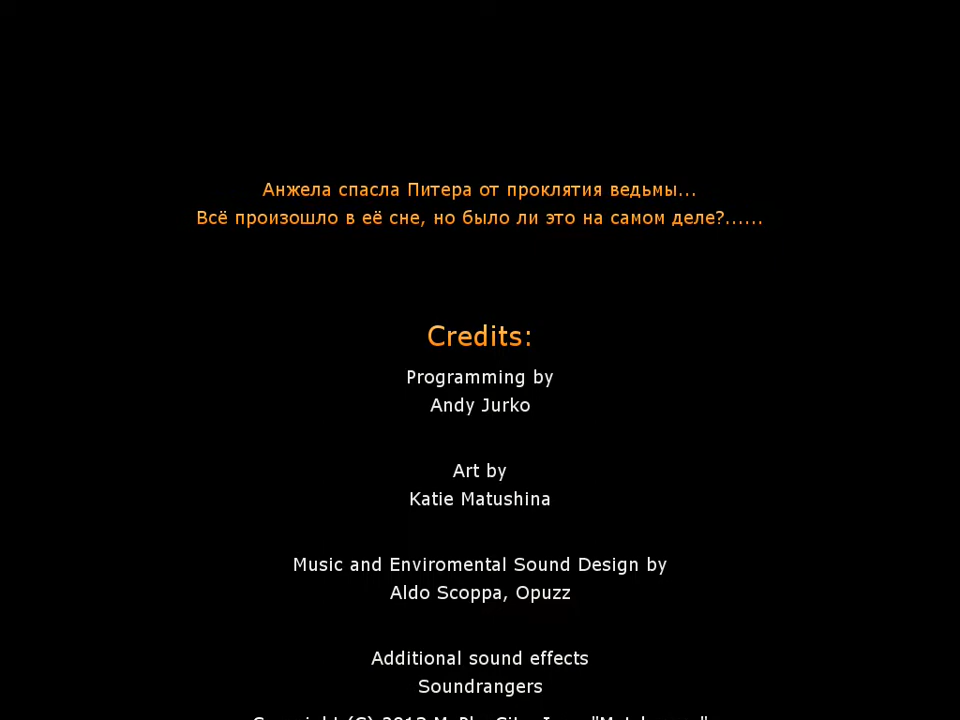 Анжела спасла Питера от проклятия ведьмы...
Всё произошло в её сне, но было ли это на самом деле?......
Credits:
Programming by
Andy Jurko
Art by
Katie Matushina
Music and Enviromental Sound Design by
Aldo Scoppa, Opuzz
Additional sound effects
Soundrangers